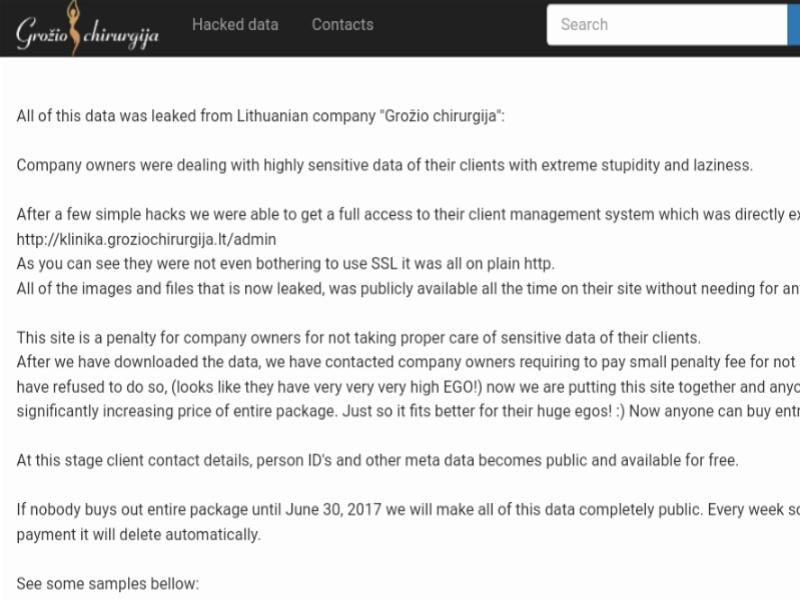 Grožio chirurgija
Hacked data
Contacts
Search
All of this data was leaked from Lithuanian company "Grožio chirurgija":
Company owners were dealing with highly sensitive data of their clients with extreme stupidity and laziness.
After a few simple hacks we were able to get a full access to their client management system which was directly
http://klinika.groziochirurgija.lt/admin
As you can see they were not even bothering to use SSL it was all on plain http.
All of the images and files that is now leaked, was publicly available all the time on their site without needing for
This site is a penalty for company owners for not taking proper care of sensitive data of their clients.
After we have downloaded the data, we have contacted company owners requiring to pay small penalty fee for not
have refused to do so, (looks like they have very very very high EGO!) now we are putting this site together and
significantly increasing price of entire package. Just so it fits better for their huge egos! :) Now anyone can buy
At this stage client contact details, person ID's and other meta data becomes public and available for free.
If nobody buys out entire package until June 30, 2017 we will make all of this data completely public. Every week
payment it will delete automatically.
See some samples bellow: